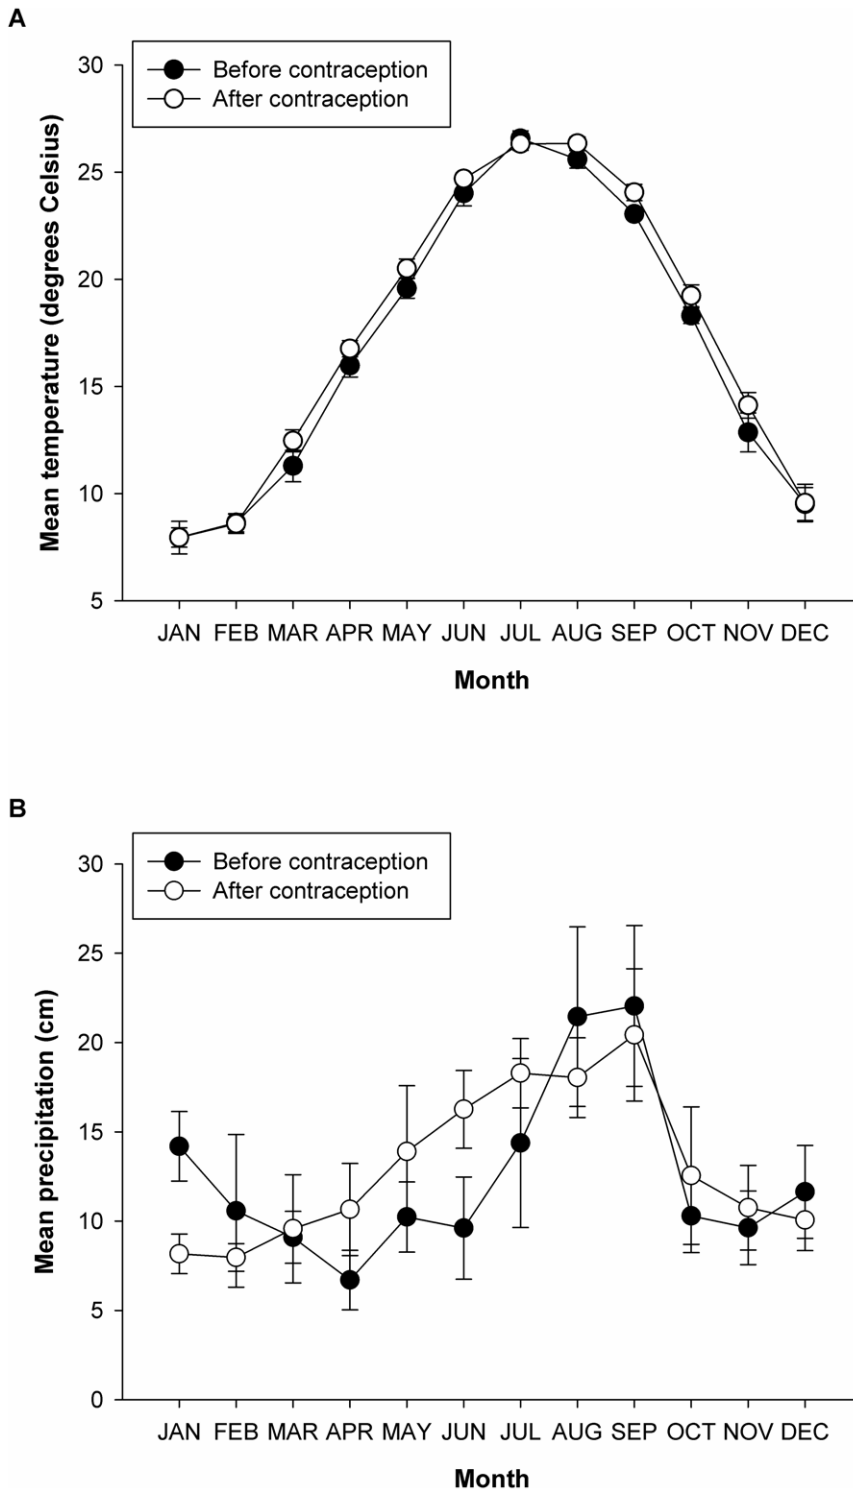 A
30
25
20
15
10
5
Mean temperature (degrees Celsius)
Before contraception
After contraception
JAN FEB MAR APR MAY JUN JUL AUG SEP OCT NOV DEC
Month
B
30
25
20
15
10
5
0
Mean precipitation (cm)
Before contraception
After contraception
JAN FEB MAR APR MAY JUN JUL AUG SEP OCT NOV DEC
Month